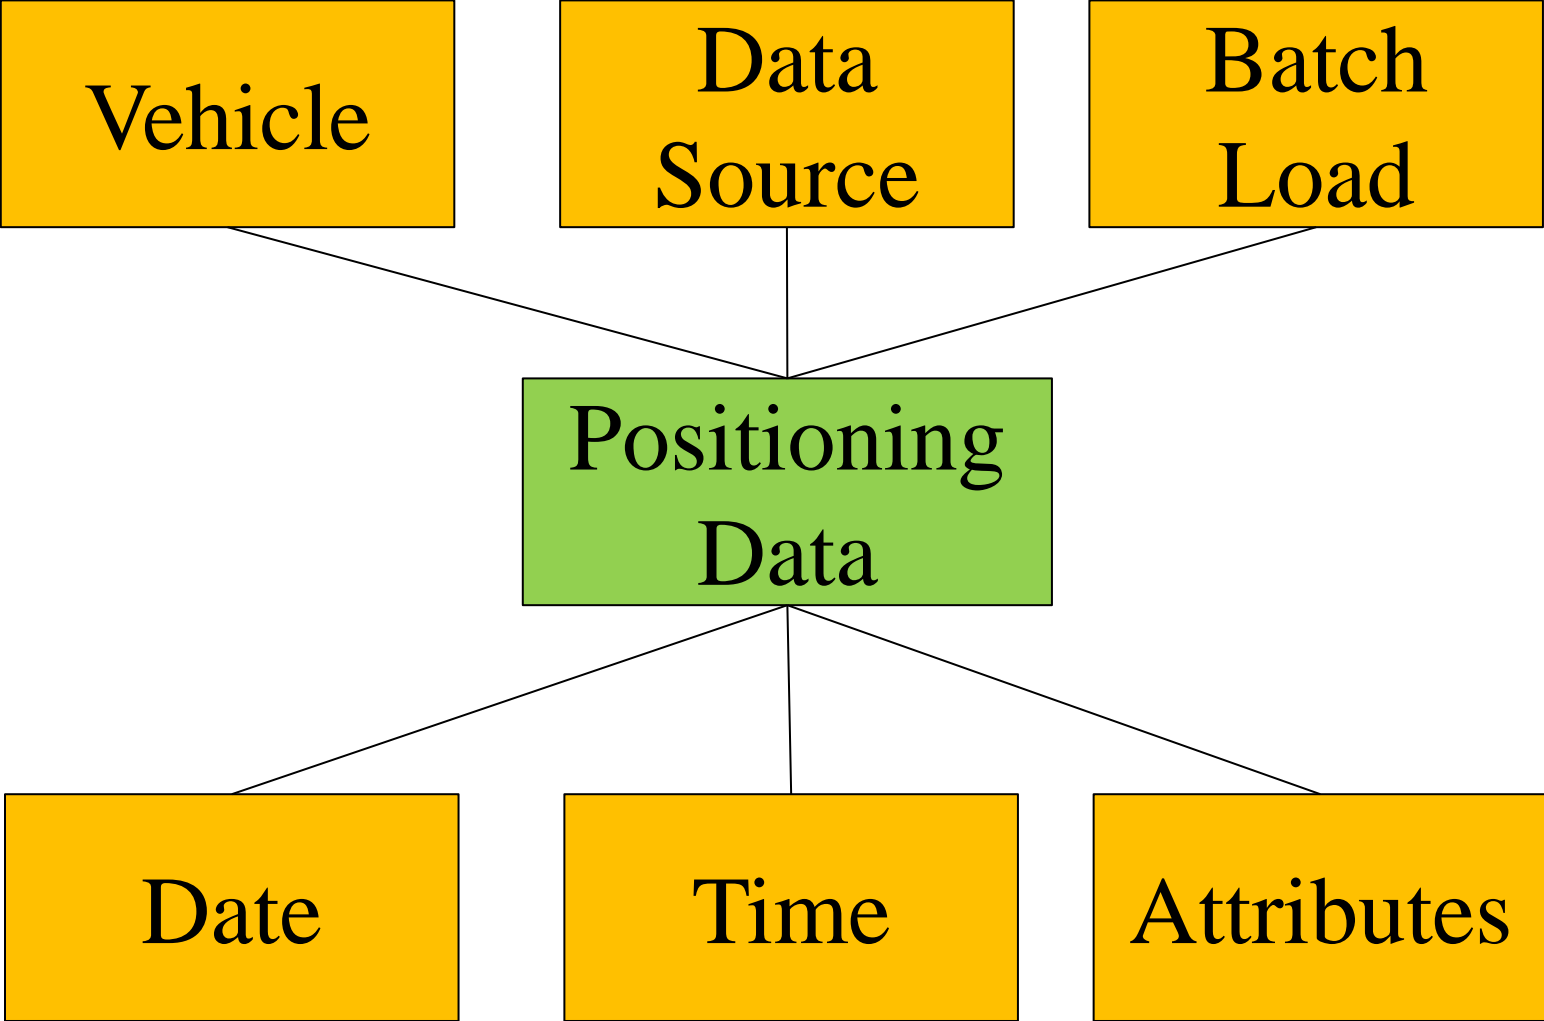 Vehicle
Data
Source
Batch
Load
Positioning
Data
Date
Time
Attributes